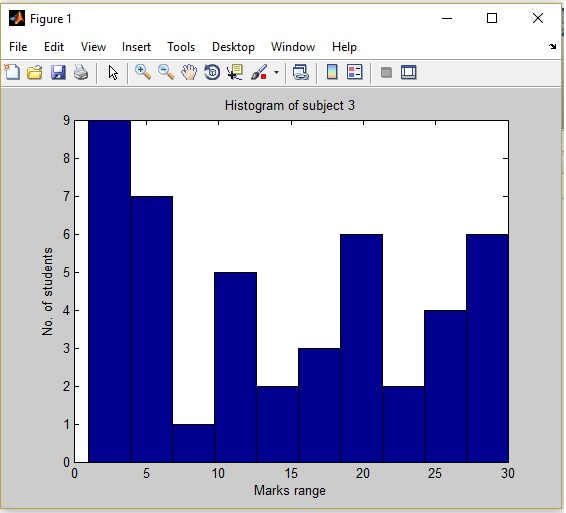 Figure 1
File Edit View Insert Tools Desktop Window Help
Histogram of subject 3
9
8
7
6
5
4
3
2
1
0
No. of students
0 5 10 15 20 25 30
Marks range